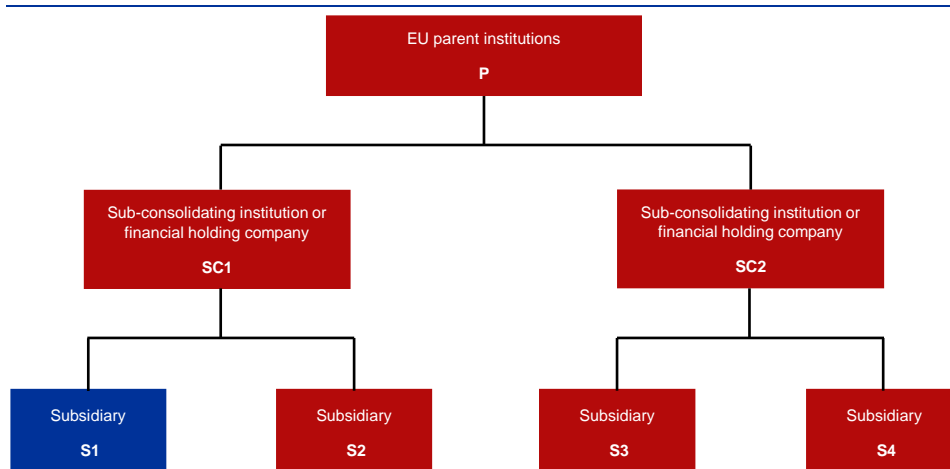 EU parent institutions
P
Sub-consolidating institution or
financial holding company
SC1
Sub-consolidating institution or
financial holding company
SC2
Subsidiary
S1
Subsidiary
S2
Subsidiary
S3
Subsidiary
S4